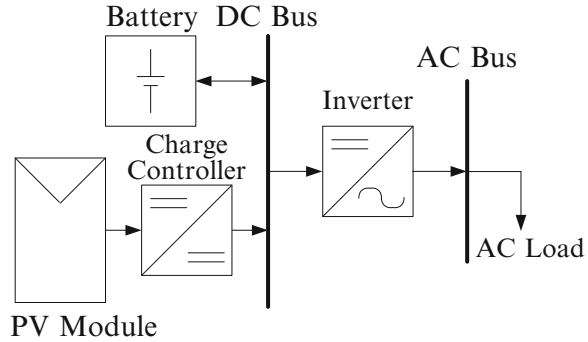 Battery
DC Bus
AC Bus
Inverter
Charge
Controller
AC Load
PV Module